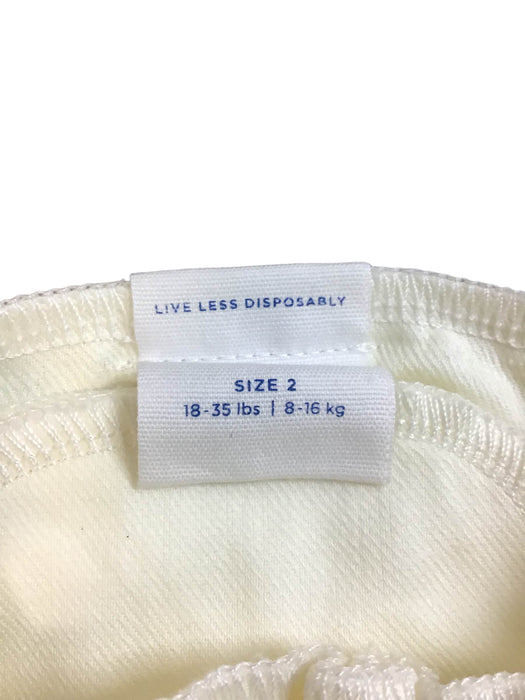 LIVE LESS DISPOSABLY
SIZE 2
18-35 lbs | 8-16 kg